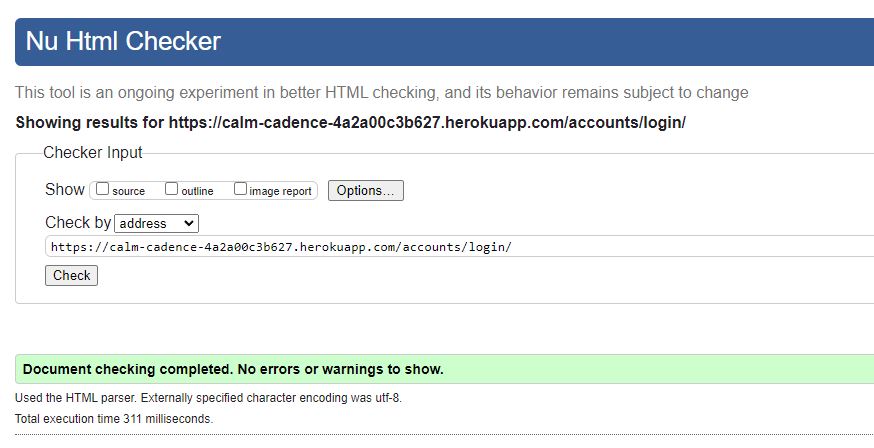 Nu Html Checker
This tool is an ongoing experiment in better HTML checking, and its behavior remains subject to change
Showing results for https://calm-cadence-4a2a00c3b627.herokuapp.com/accounts/login/
Checker Input
Show source outline image report Options...
Check by address
https://calm-cadence-4a2a00c3b627.herokuapp.com/accounts/login/
Check
Document checking completed. No errors or warnings to show.
Used the HTML parser. Externally specified character encoding was utf-8.
Total execution time 311 milliseconds.